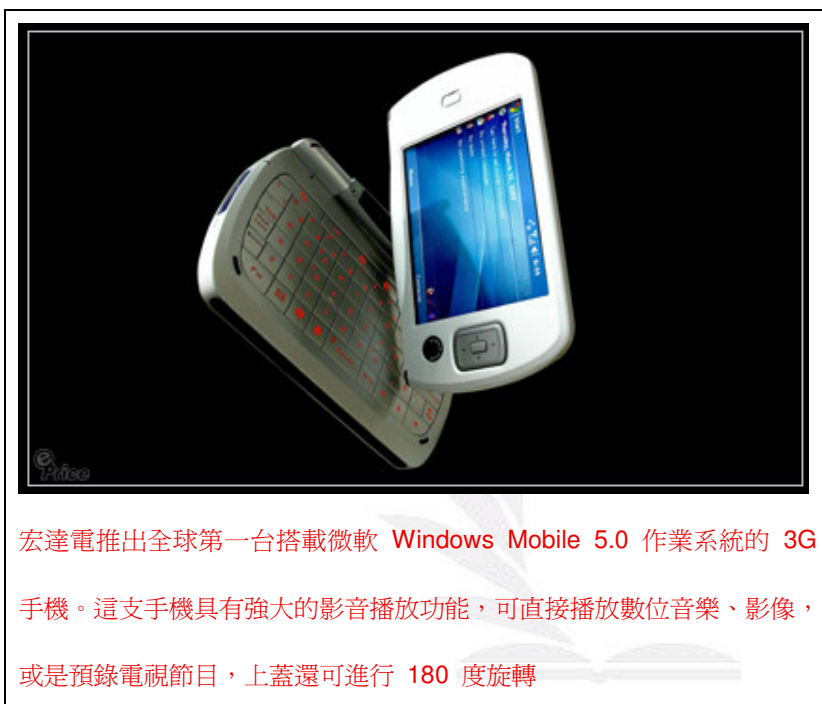 Start
ePrice
宏達電推出全球第一台搭載微軟 Windows Mobile 5.0 作業系統的 3G
手機。這支手機具有強大的影音播放功能，可直接播放數位音樂、影像，
或是預錄電視節目，上蓋還可進行 180 度旋轉